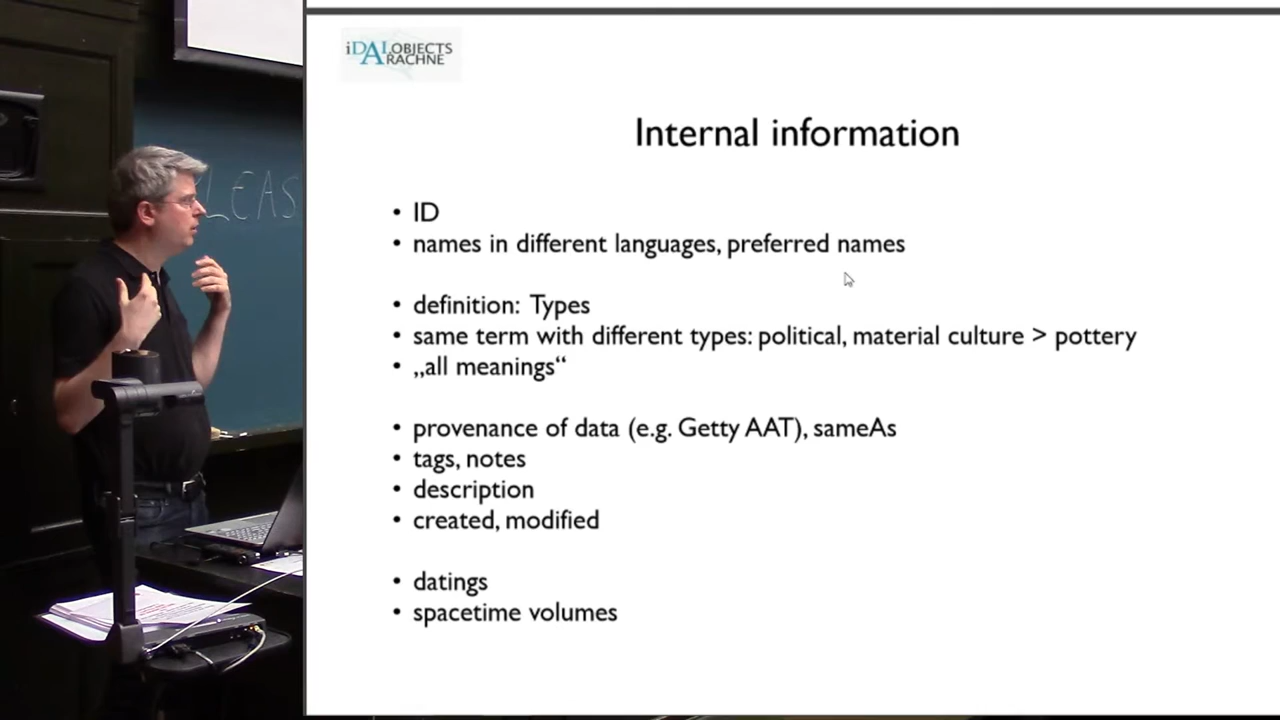 iDAI.OBJECTS
ARACHNE
LEAS
Internal information
• ID
• names in different languages, preferred names
• definition: Types
• same term with different types: political, material culture > pottery
• „all meanings“
• provenance of data (e.g. Getty AAT), sameAs
• tags, notes
• description
• created, modified
• datings
• spacetime volumes